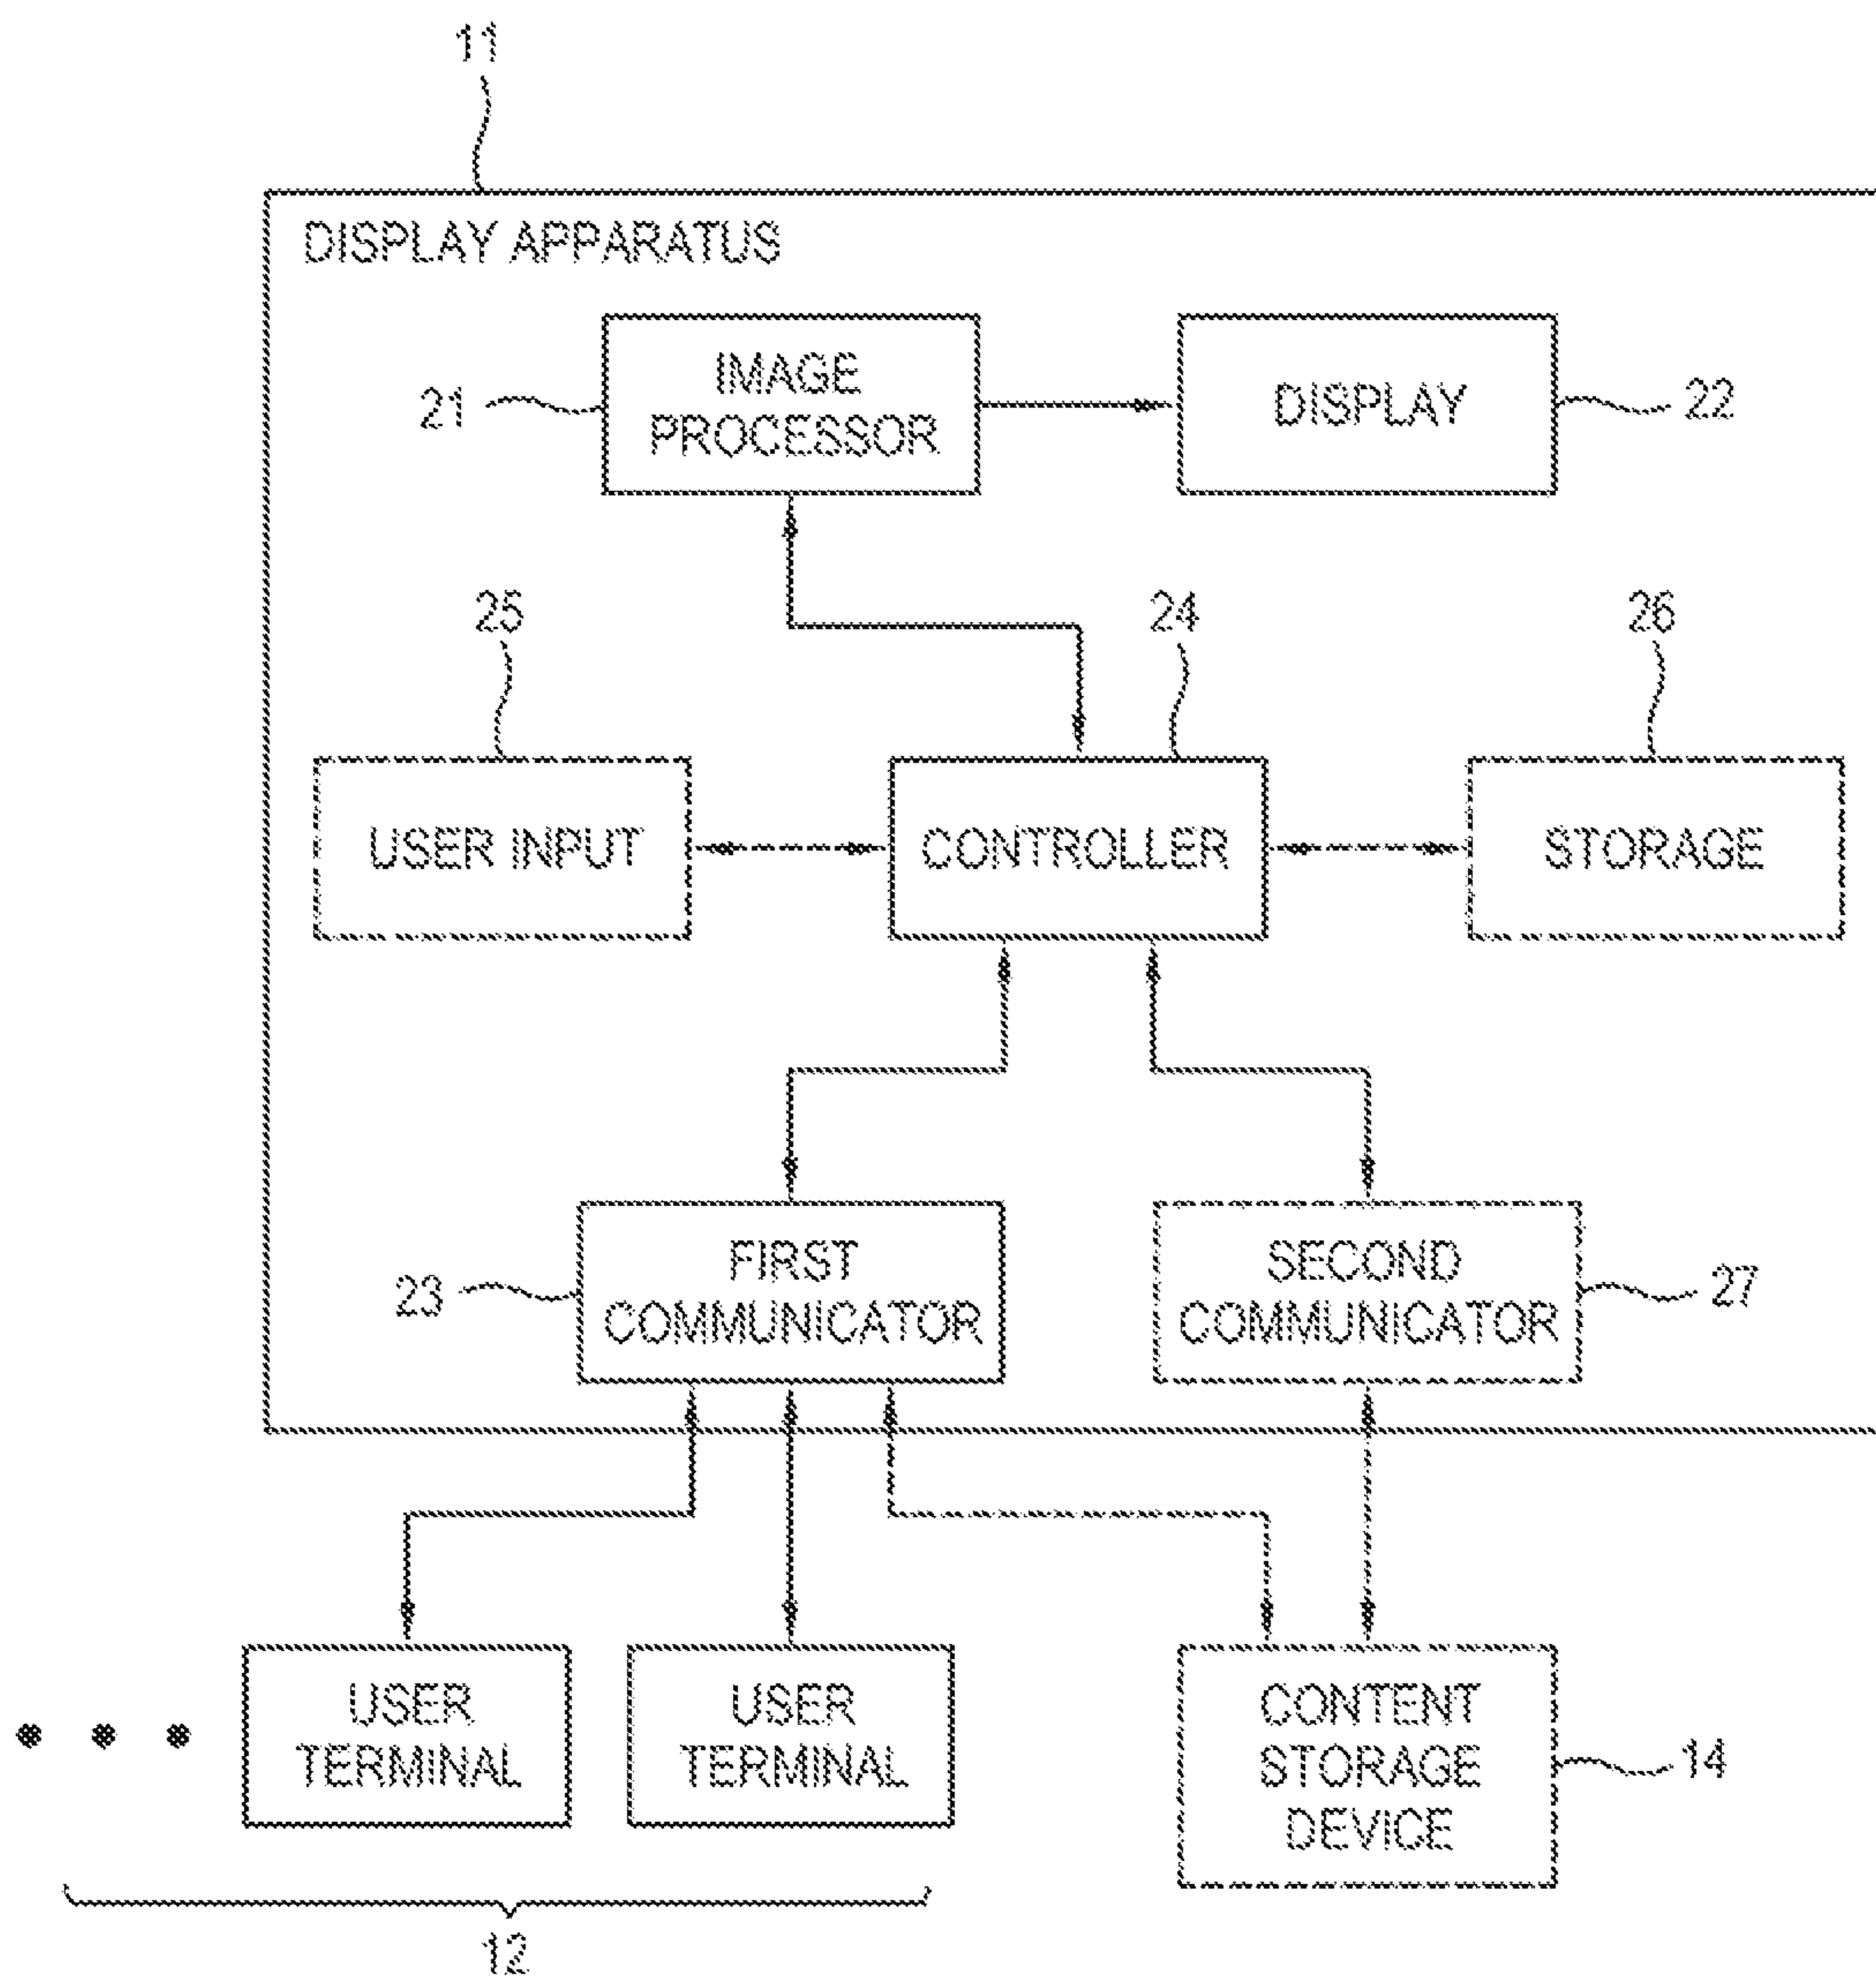 11
DISPLAY APPARATUS
21
IMAGE
PROCESSOR
DISPLAY
22
25
24
26
USER INPUT
CONTROLLER
STORAGE
23
FIRST
COMMUNICATOR
SECOND
COMMUNICATOR
27
USER
TERMINAL
USER
TERMINAL
CONTENT
STORAGE
DEVICE
14
12